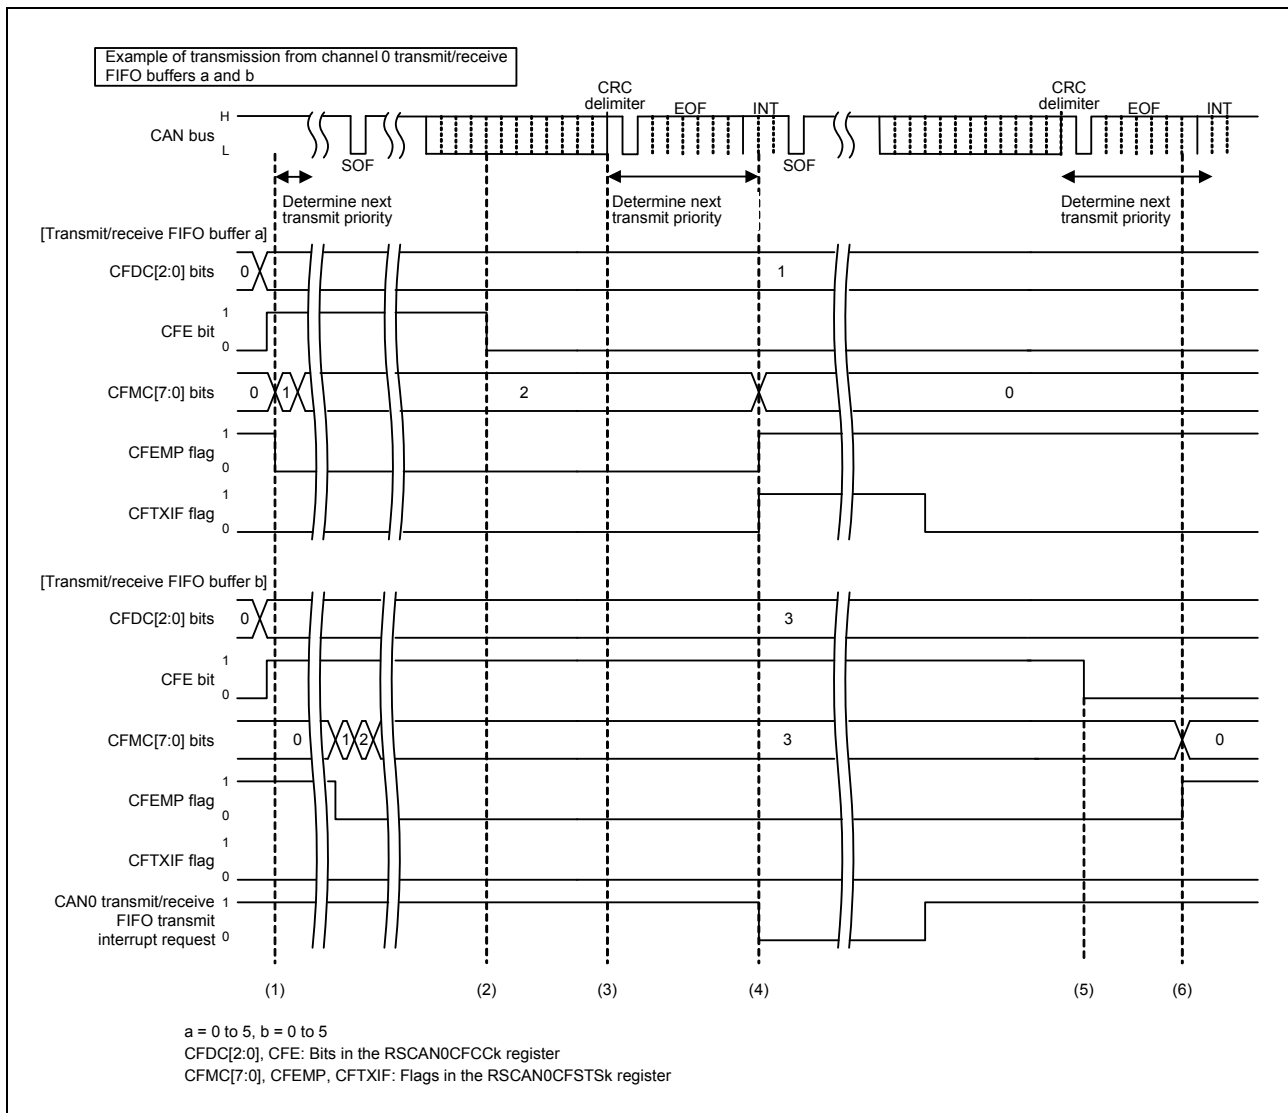 Example of transmission from channel 0 transmit/receive
FIFO buffers a and b
CRC
delimiter
EOF
INT
CRC
delimiter
EOF
INT
H
CAN bus
L
SOF
SOF
Determine next
transmit priority
Determine next
transmit priority
Determine next
transmit priority
[Transmit/receive FIFO buffer a]
CFDC[2:0] bits
0
1
1
CFE bit
0
CFMC[7:0] bits
0
1
2
0
1
CFEMP flag
0
1
CFTXIF flag
0
[Transmit/receive FIFO buffer b]
CFDC[2:0] bits
0
3
1
CFE bit
0
CFMC[7:0] bits
0
1
2
3
0
1
CFEMP flag
0
1
CFTXIF flag
0
CAN0 transmit/receive
1
FIFO transmit
interrupt request
0
(1)
(2)
(3)
(4)
(5)
(6)
a = 0 to 5, b = 0 to 5
CFDC[2:0], CFE: Bits in the RSCAN0CFCCk register
CFMC[7:0], CFEMP, CFTXIF: Flags in the RSCAN0CFSTSk register